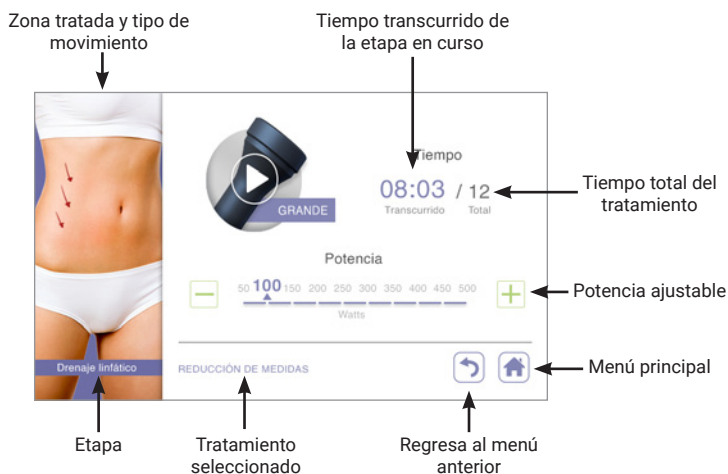 Zona tratada y tipo de
movimiento
Tiempo transcurrido de
la etapa en curso
Tiempo
08:03 / 12
Transcurrido Total
Tiempo total del
tratamiento
GRANDE
Potencia
50 100 150 200 250 300 350 400 450 500
Watts
Potencia ajustable
Drenaje linfático
REDUCCIÓN DE MEDIDAS
Menú principal
Etapa
Tratamiento
seleccionado
Regresa al menú
anterior